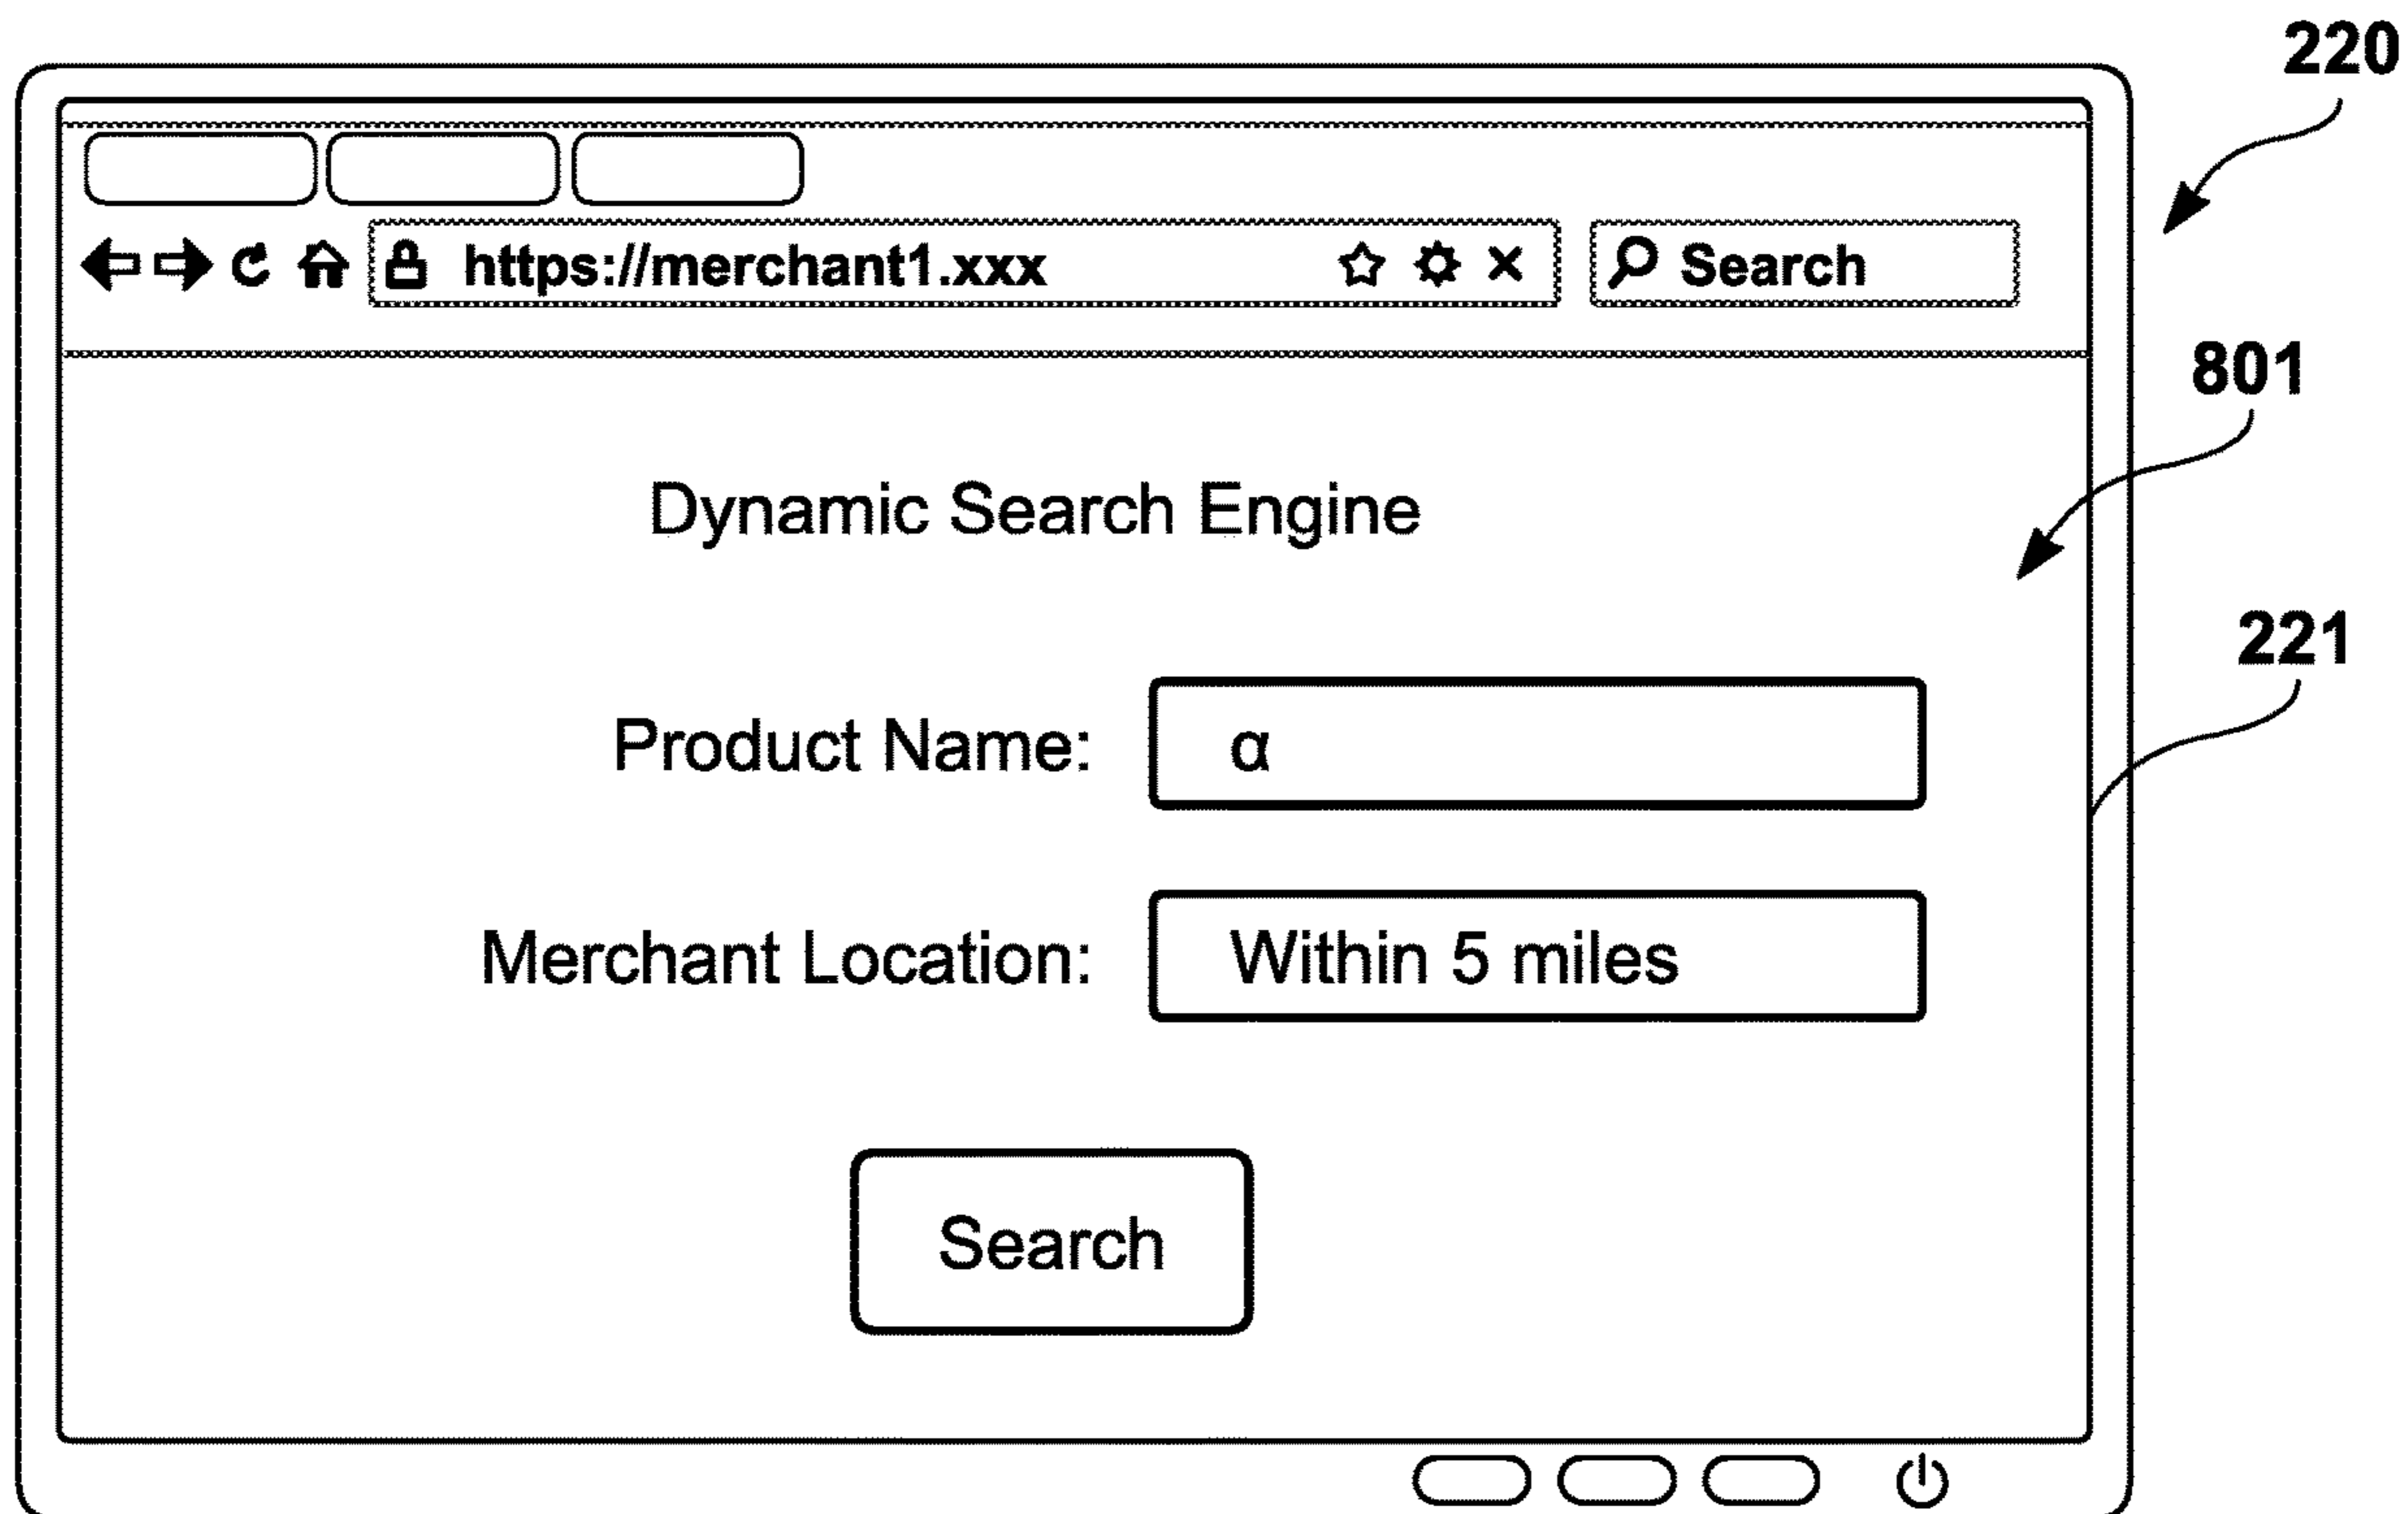 220
https://merchant1.xxx Search
801
Dynamic Search Engine
221
Product Name: α
Merchant Location: Within 5 miles
Search